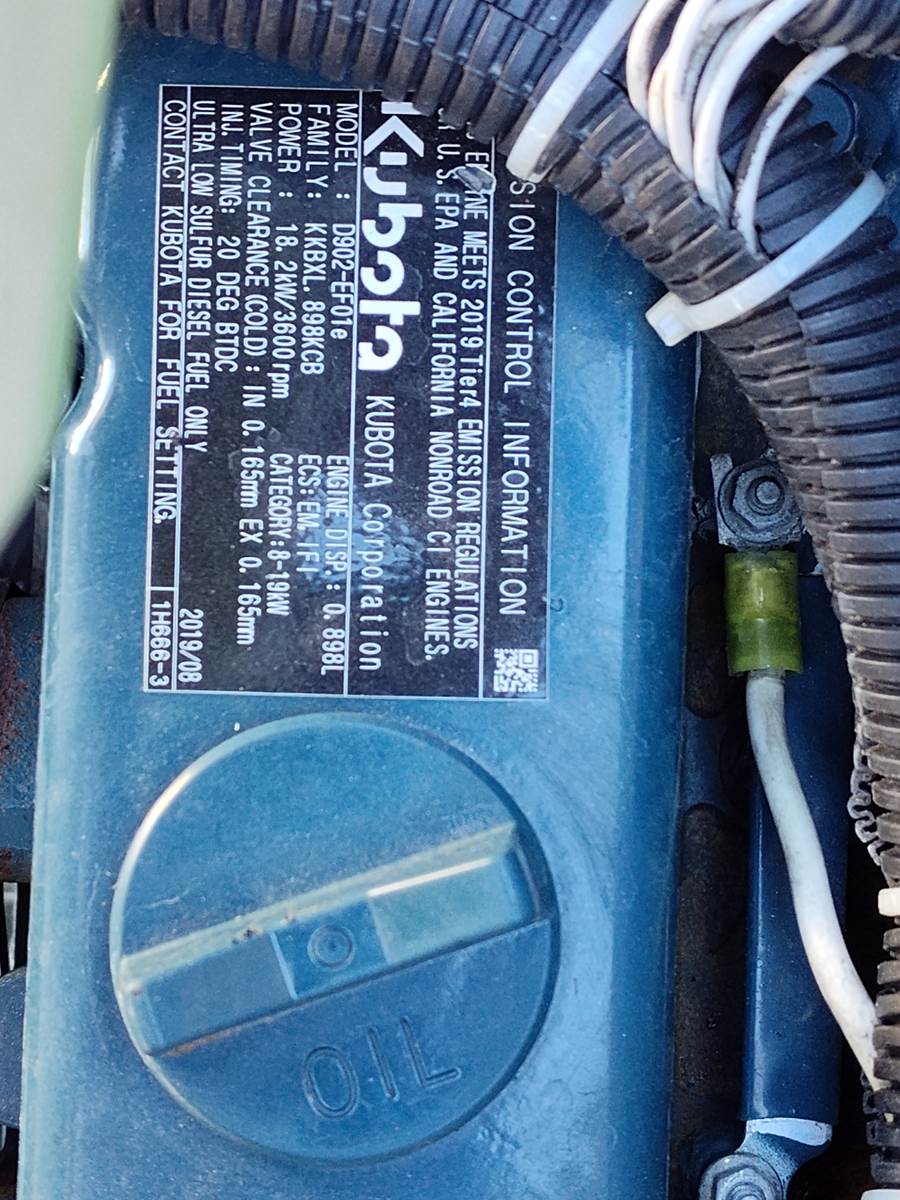 SION CONTROL INFORMATION
MEETS 2019 Tier4 EMISSION REGULATIONS
U.S. EPA AND CALIFORNIA NONROAD CI ENGINES.
Kubota KUBOTA Corporation
MODEL : D902-EF01e ENGINE DISP.: 0.898L
FAMILY: KKBXL.898KCB ECS:EM IFI
POWER : 18.2kW/3600rpm CATEGORY:8-19kW
VALVE CLEARANCE(COLD): IN 0.165mm EX 0.165mm
INJ.TIMING: 20 DEG BTDC
ULTRA LOW SULFUR DIESEL FUEL ONLY 2019/08
CONTACT KUBOTA FOR FUEL SETTING. 1H666-3
OIL